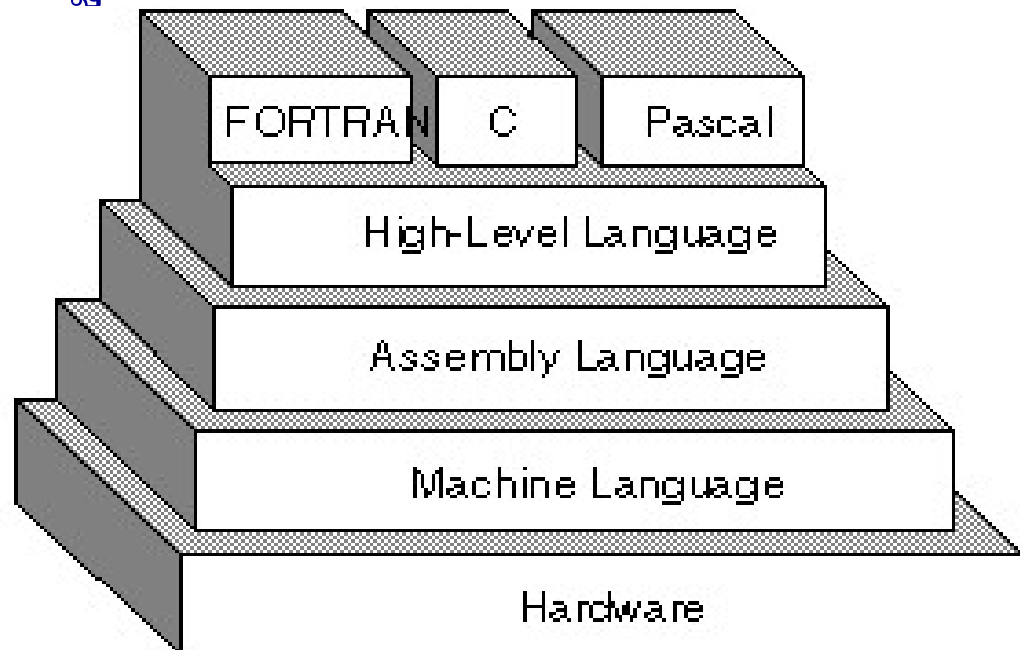 FORTRAN C Pascal
High-Level Language
Assembly Language
Machine Language
Hardware